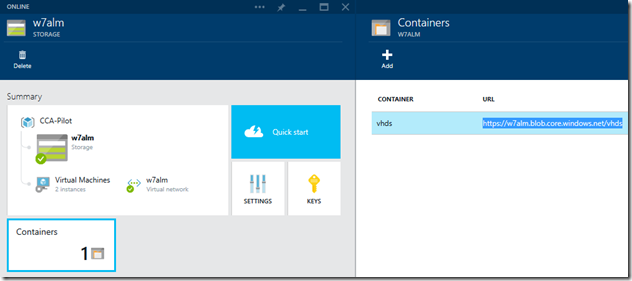 ONLINE
w7alm
STORAGE
Delete
Summary
CCA-Pilot
w7alm
Storage
Virtual Machines
2 instances
w7alm
Virtual network
Quick start
SETTINGS
KEYS
Containers
1
Containers
W7ALM
Add
CONTAINER URL
vhds https://w7alm.blob.core.windows.net/vhds